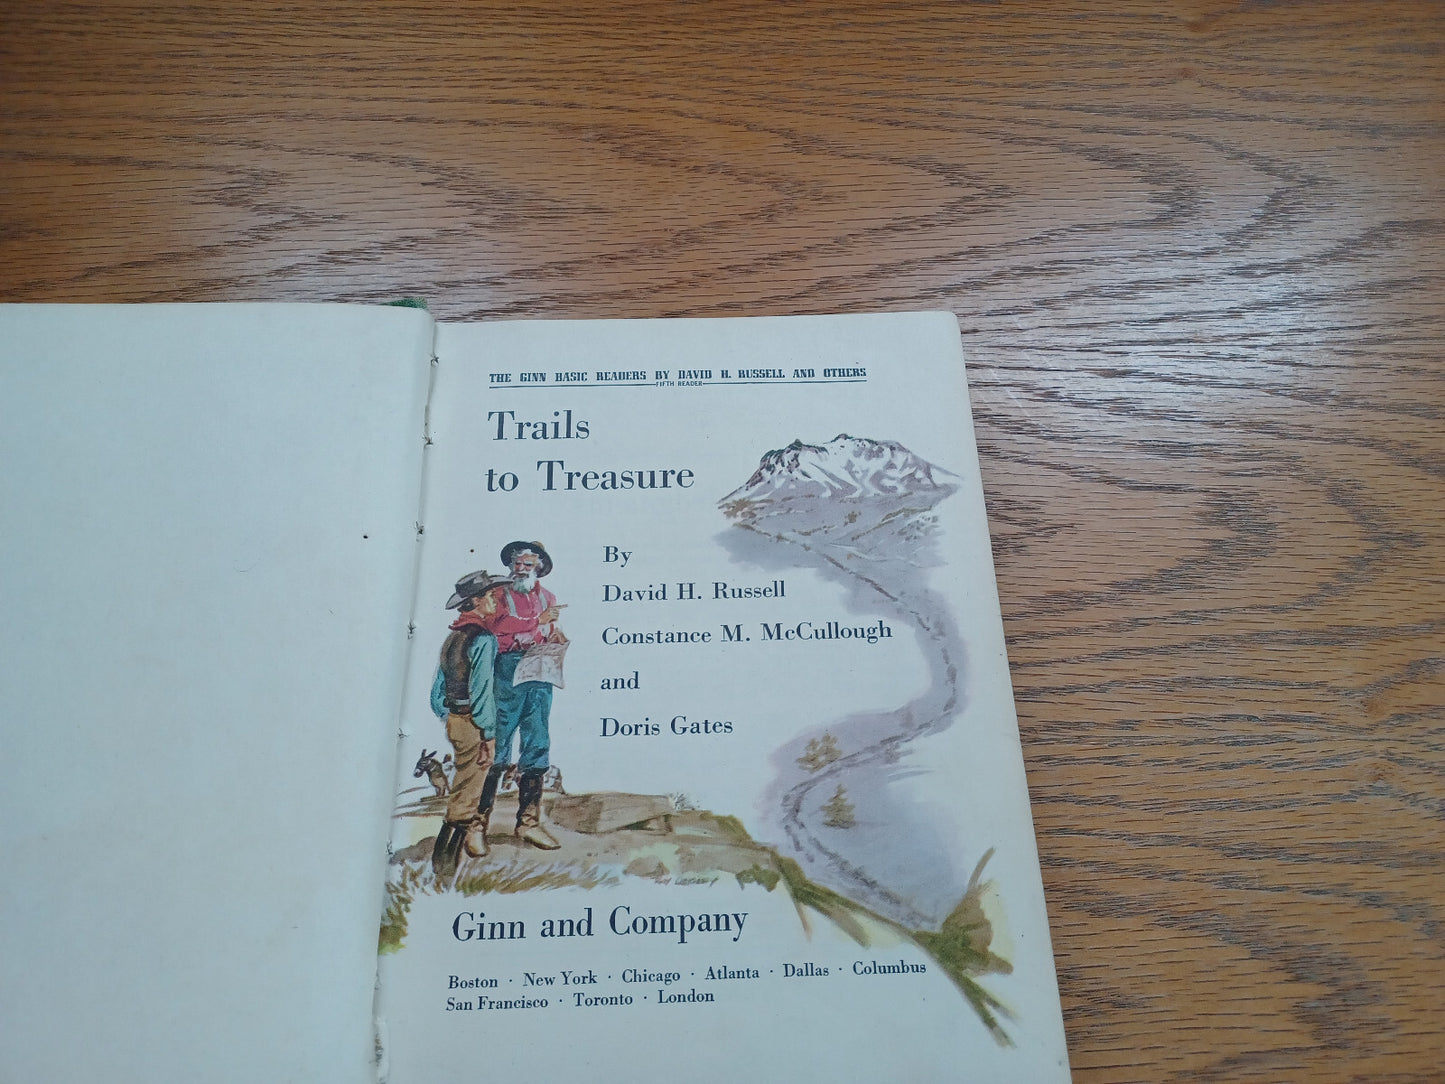 THE GINN BASIC READERS BY DAVID H. RUSSELL AND OTHERS
FIFTH READER
Trails
to Treasure
By
David H. Russell
Constance M. McCullough
and
Doris Gates
Ginn and Company
Boston · New York · Chicago · Atlanta · Dallas · Columbus
San Francisco · Toronto · London